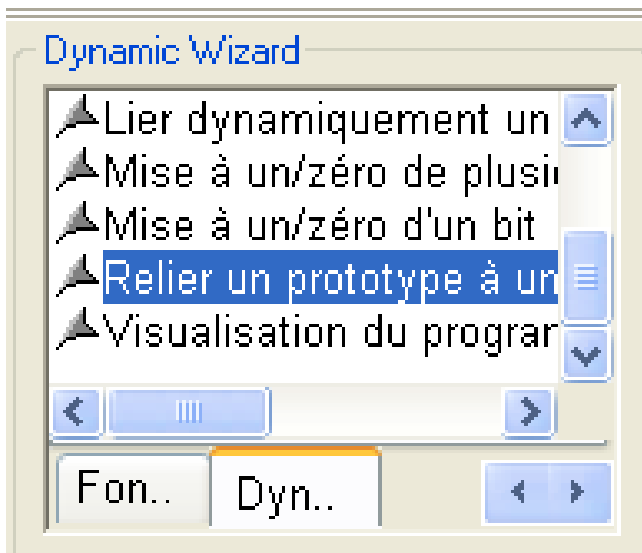 Dynamic Wizard
Lier dynamiquement un
Mise à un/zéro de plusi
Mise à un/zéro d'un bit
Relier un prototype à un
Visualisation du program
Fon.. Dyn..